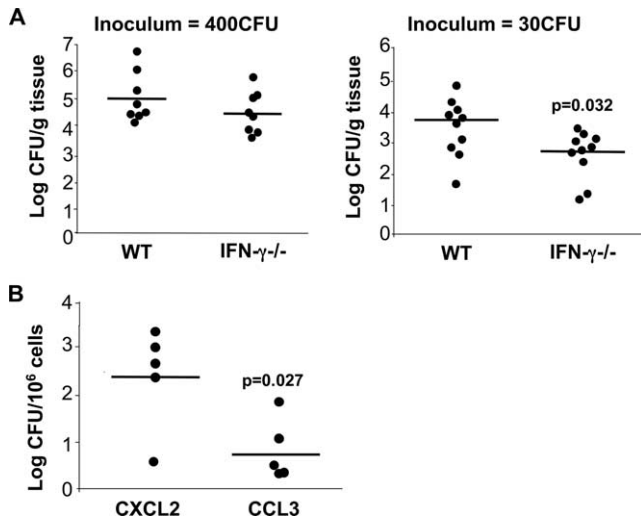 A
Inoculum = 400CFU
Log CFU/g tissue
7
6
5
4
3
2
1
0
WT IFN-γ-/-
Inoculum = 30CFU
Log CFU/g tissue
6
5
4
3
2
1
0
p=0.032
WT IFN-γ-/-
B
Log CFU/10⁶ cells
4
3
2
1
0
p=0.027
CXCL2 CCL3